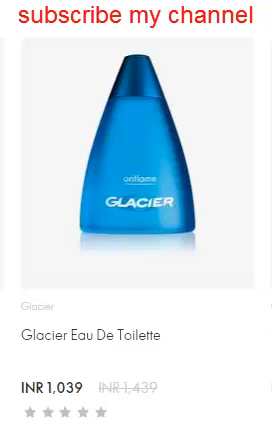 subscribe my channel
oriflame
GLACIER
Glacier
Glacier Eau De Toilette
INR 1,039 INR 1,439